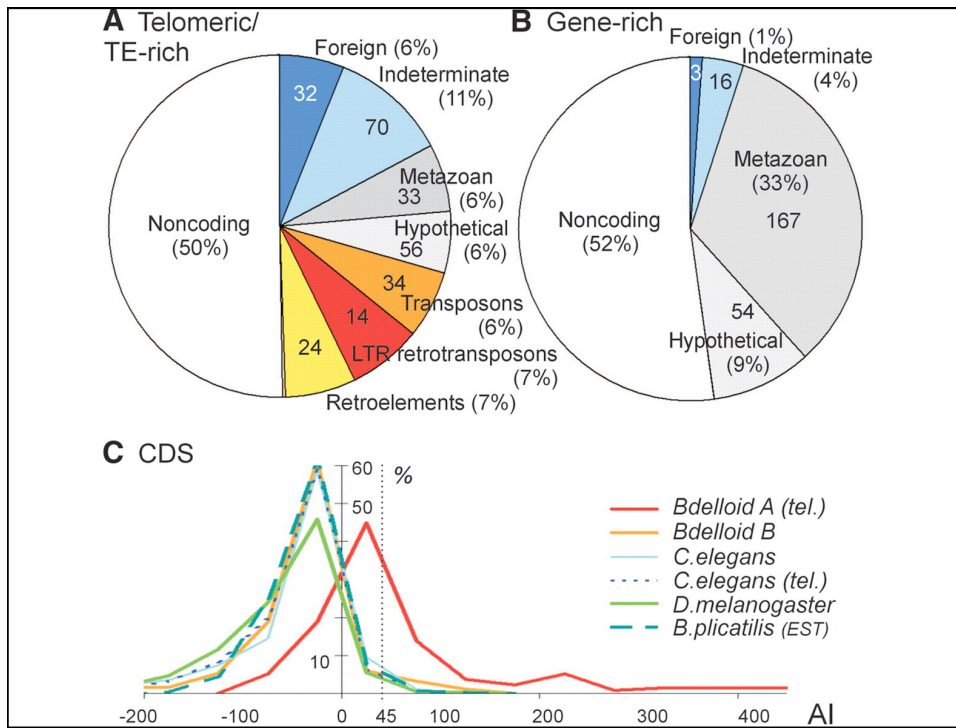 A Telomeric/
TE-rich
Foreign (6%)
32
Indeterminate
(11%)
70
Metazoan
33
(6%)
Hypothetical
56
(6%)
34
Transposons
(6%)
14
LTR retrotransposons
(7%)
24
Retroelements (7%)
Noncoding
(50%)
B Gene-rich
Foreign (1%)
3
16
Indeterminate
(4%)
Metazoan
(33%)
167
54
Hypothetical
(9%)
Noncoding
(52%)
C CDS
60
%
50
10
-200
-100
0
45
100
200
300
400
AI
Bdelloid A (tel.)
Bdelloid B
C.elegans
C.elegans (tel.)
D.melanogaster
B.plicatilis (EST)